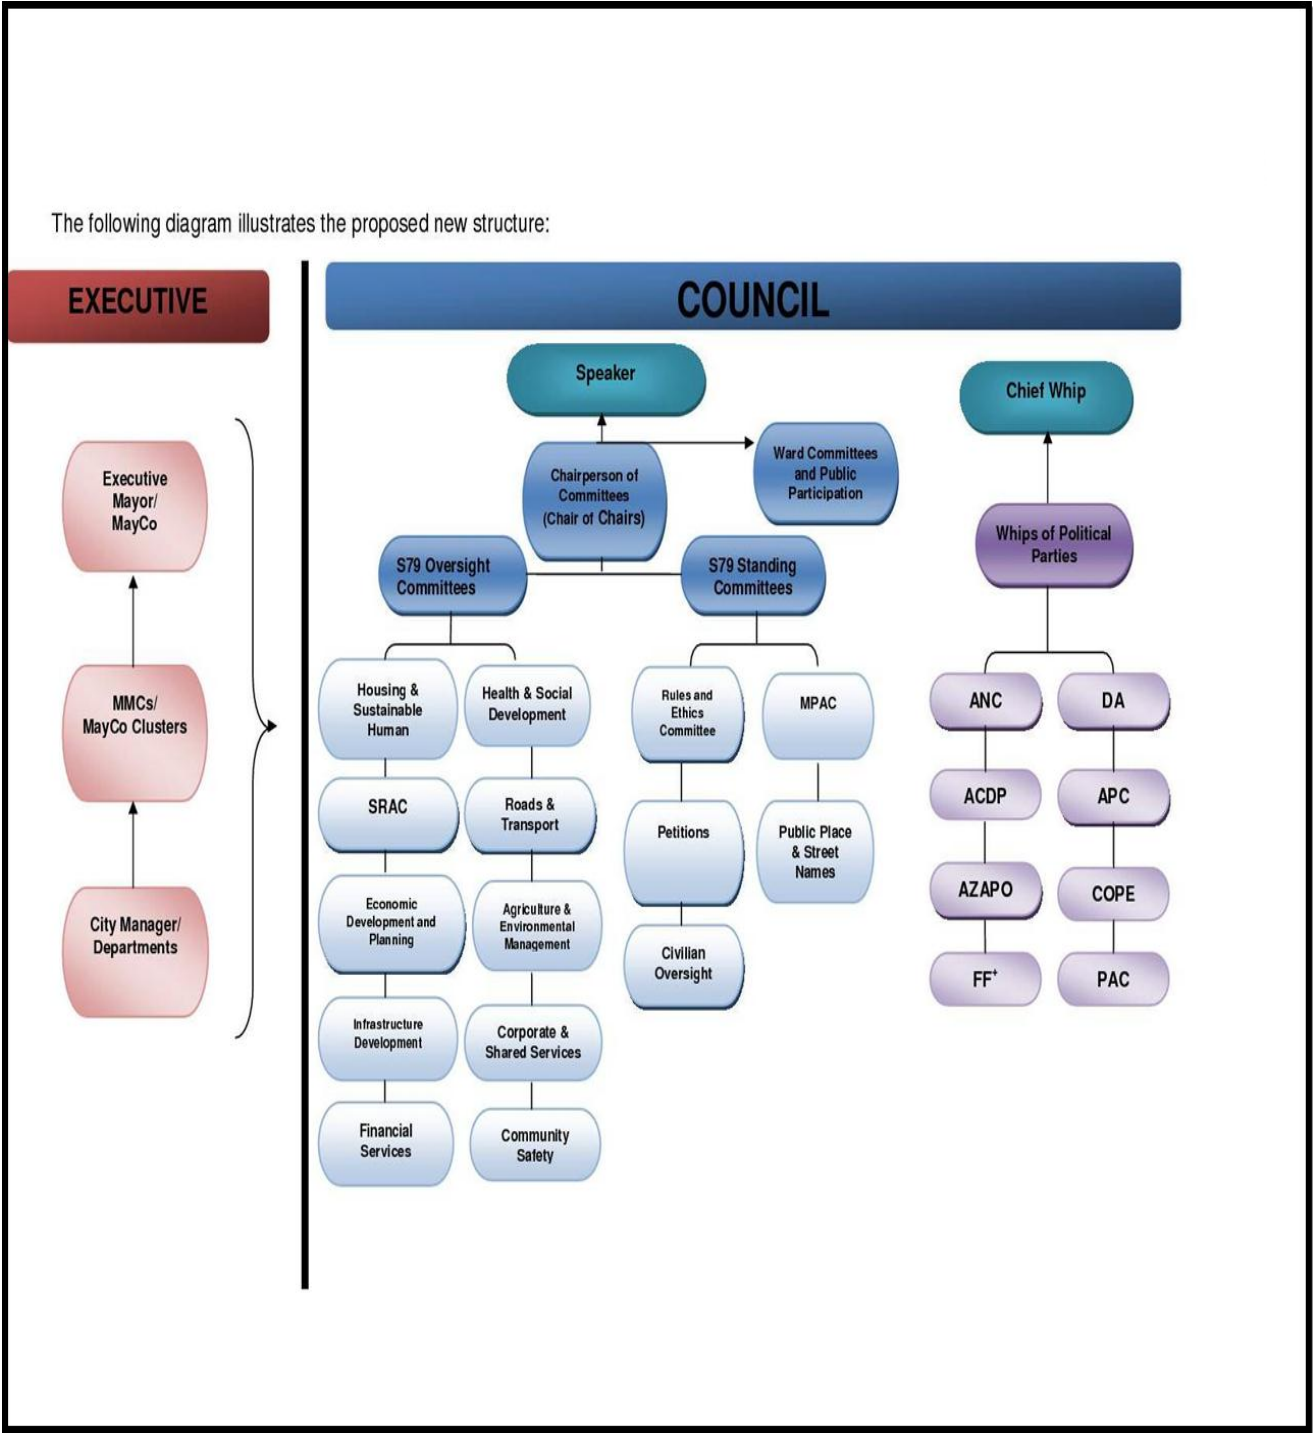 The following diagram illustrates the proposed new structure:
EXECUTIVE
COUNCIL
Executive
Mayor/
MayCo
MMCs/
MayCo Clusters
City Manager/
Departments
Speaker
Chairperson of
Committees
(Chair of Chairs)
Ward Committees
and Public
Participation
S79 Oversight
Committees
S79 Standing
Committees
Housing &
Sustainable
Human
SRAC
Economic
Development and
Planning
Infrastructure
Development
Financial
Services
Health & Social
Development
Roads &
Transport
Agriculture &
Environmental
Management
Corporate &
Shared Services
Community
Safety
Rules and
Ethics
Committee
Petitions
Civilian
Oversight
MPAC
Public Place
& Street
Names
Chief Whip
Whips of Political
Parties
ANC
ACDP
AZAPO
FF+
DA
APC
COPE
PAC